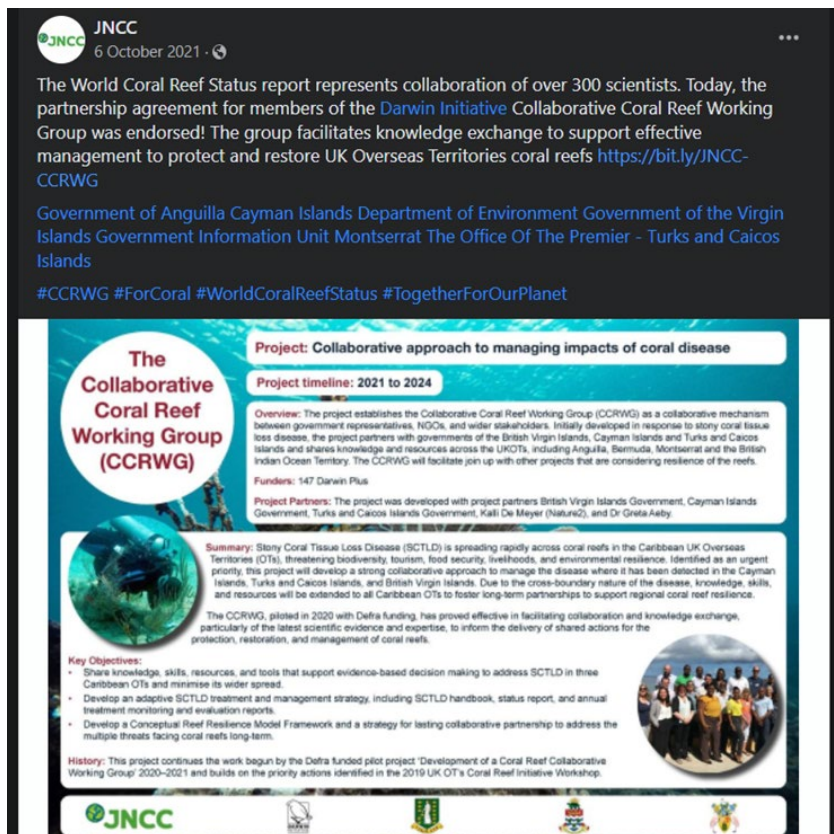 JNCC
JNCC
6 October 2021 ·
The World Coral Reef Status report represents collaboration of over 300 scientists. Today, the
partnership agreement for members of the Darwin Initiative Collaborative Coral Reef Working
Group was endorsed! The group facilitates knowledge exchange to support effective
management to protect and restore UK Overseas Territories coral reefs https://bit.ly/JNCC-
CCRWG
Government of Anguilla Cayman Islands Department of Environment Government of the Virgin
Islands Government Information Unit Montserrat The Office Of The Premier - Turks and Caicos
Islands
#CCRWG #ForCoral #WorldCoralReefStatus #TogetherForOurPlanet
The
Collaborative
Coral Reef
Working Group
(CCRWG)
Project: Collaborative approach to managing impacts of coral disease
Project timeline: 2021 to 2024
Overview: The project establishes the Collaborative Coral Reef Working Group (CCRWG) as a collaborative mechanism
between government representatives, NGOs, and wider stakeholders. Initially developed in response to stony coral tissue
loss disease, the project partners with governments of the British Virgin Islands, Cayman Islands and Turks and Caicos
Islands and shares knowledge and resources across the UKOTs, including Anguilla, Bermuda, Montserrat and the British
Indian Ocean Territory. The CCRWG will facilitate join up with other projects that are considering resilience of the reefs.
Funders: 147 Darwin Plus
Project Partners: The project was developed with project partners British Virgin Islands Government, Cayman Islands
Government, Turks and Caicos Islands Government, Kalli De Meyer (Nature2), and Dr Greta Aeby.
Summary: Stony Coral Tissue Loss Disease (SCTLD) is spreading rapidly across coral reefs in the Caribbean UK Overseas
Territories (OTs), threatening biodiversity, tourism, food security, livelihoods, and environmental resilience. Identified as an urgent
priority, this project will develop a strong collaborative approach to manage the disease where it has been detected in the Cayman
Islands, Turks and Caicos Islands, and British Virgin Islands. Due to the cross-boundary nature of the disease, knowledge, skills,
and resources will be extended to all Caribbean OTs to foster long-term partnerships to support regional coral reef resilience.
The CCRWG, piloted in 2020 with Defra funding, has proved effective in facilitating collaboration and knowledge exchange,
particularly of the latest scientific evidence and expertise, to inform the delivery of shared actions for the
protection, restoration, and management of coral reefs.
Key Objectives:
• Share knowledge, skills, resources, and tools that support evidence-based decision making to address SCTLD in three
Caribbean OTs and minimise its wider spread.
• Develop an adaptive SCTLD treatment and management strategy, including SCTLD handbook, status report, and annual
treatment monitoring and evaluation reports.
• Develop a Conceptual Reef Resilience Model Framework and a strategy for lasting collaborative partnership to address the
multiple threats facing coral reefs long-term.
History: This project continues the work begun by the Defra funded pilot project 'Development of a Coral Reef Collaborative
Working Group' 2020–2021 and builds on the priority actions identified in the 2019 UK OT's Coral Reef Initiative Workshop.
JNCC